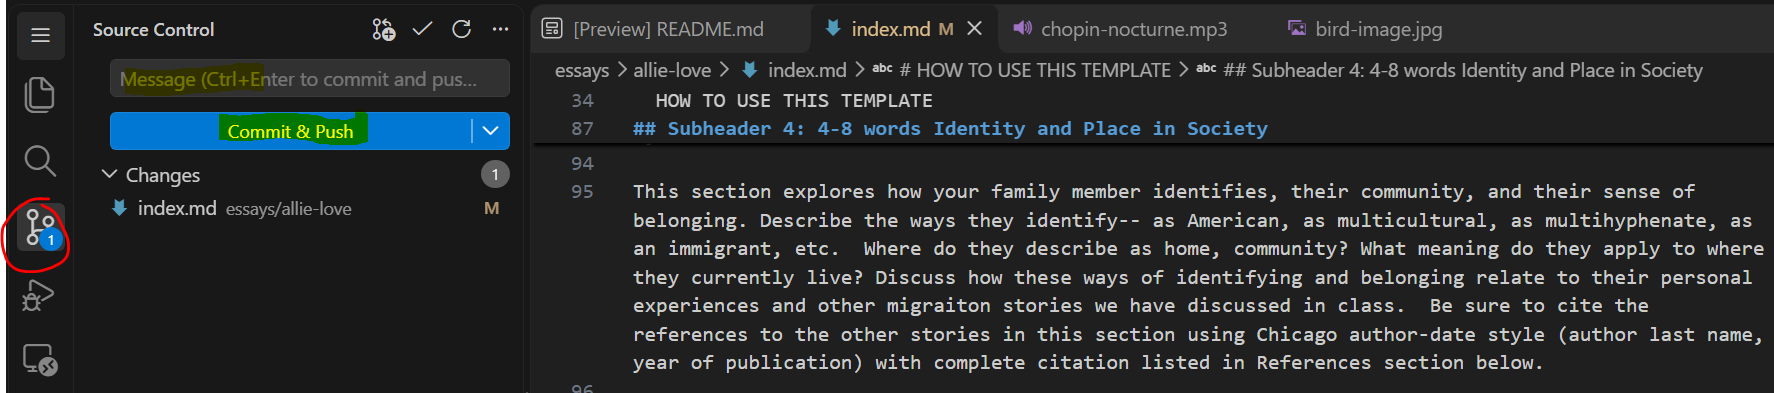 Source Control
Message (Ctrl+Enter to commit and pus...
Commit & Push
Changes 1
index.md essays/allie-love M
1
[Preview] README.md index.md M chopin-nocturne.mp3 bird-image.jpg
essays > allie-love > index.md > abc # HOW TO USE THIS TEMPLATE > abc ## Subheader 4: 4-8 words Identity and Place in Society
34 HOW TO USE THIS TEMPLATE
87 ## Subheader 4: 4-8 words Identity and Place in Society
94
95 This section explores how your family member identifies, their community, and their sense of
belonging. Describe the ways they identify-- as American, as multicultural, as multihyphenate, as
an immigrant, etc.  Where do they describe as home, community? What meaning do they apply to where
they currently live? Discuss how these ways of identifying and belonging relate to their personal
experiences and other migraiton stories we have discussed in class.  Be sure to cite the
references to the other stories in this section using Chicago author-date style (author last name,
year of publication) with complete citation listed in References section below.
96